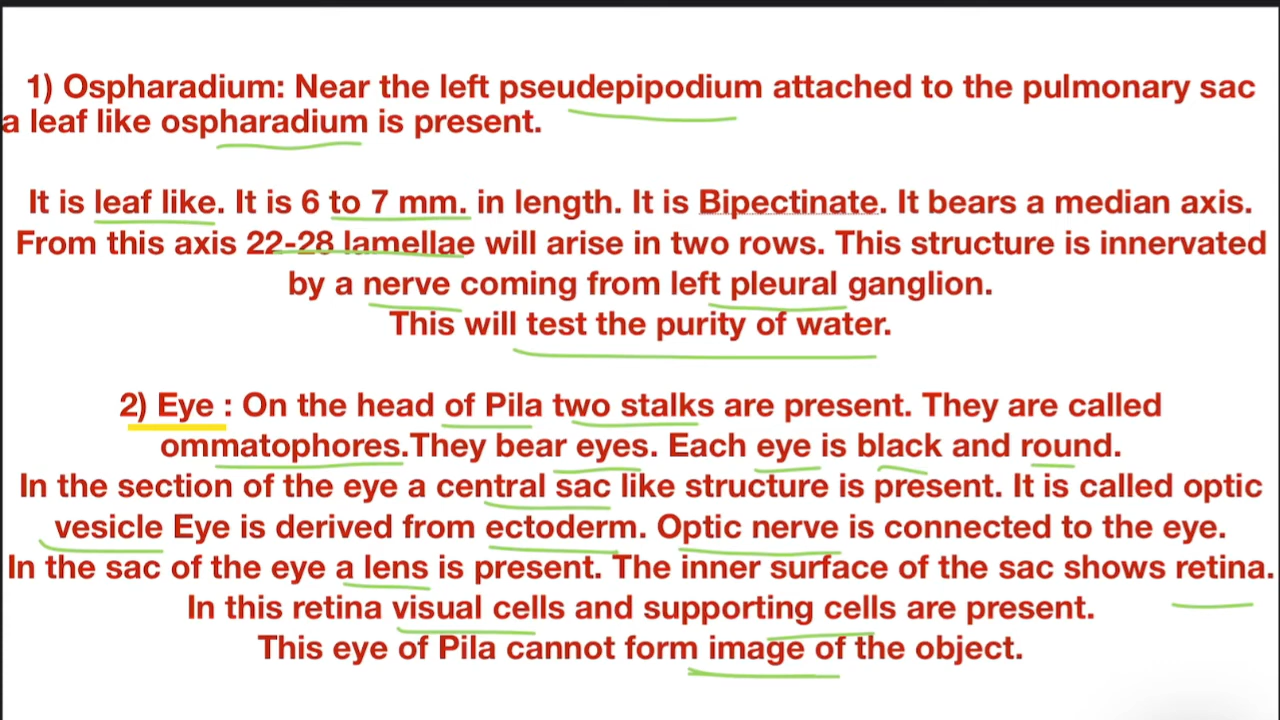 1) Ospharadium: Near the left pseudepipodium attached to the pulmonary sac
a leaf like ospharadium is present.
It is leaf like. It is 6 to 7 mm. in length. It is Bipectinate. It bears a median axis.
From this axis 22-28 lamellae will arise in two rows. This structure is innervated
by a nerve coming from left pleural ganglion.
This will test the purity of water.
2) Eye : On the head of Pila two stalks are present. They are called
ommatophores.They bear eyes. Each eye is black and round.
In the section of the eye a central sac like structure is present. It is called optic
vesicle Eye is derived from ectoderm. Optic nerve is connected to the eye.
In the sac of the eye a lens is present. The inner surface of the sac shows retina.
In this retina visual cells and supporting cells are present.
This eye of Pila cannot form image of the object.